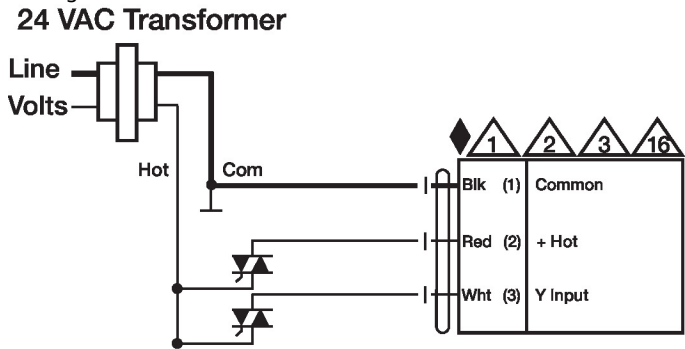 24 VAC Transformer
Line
Volts
Hot
Com
1 2 3 16
Blk (1) Common
Red (2) + Hot
Wht (3) Y Input